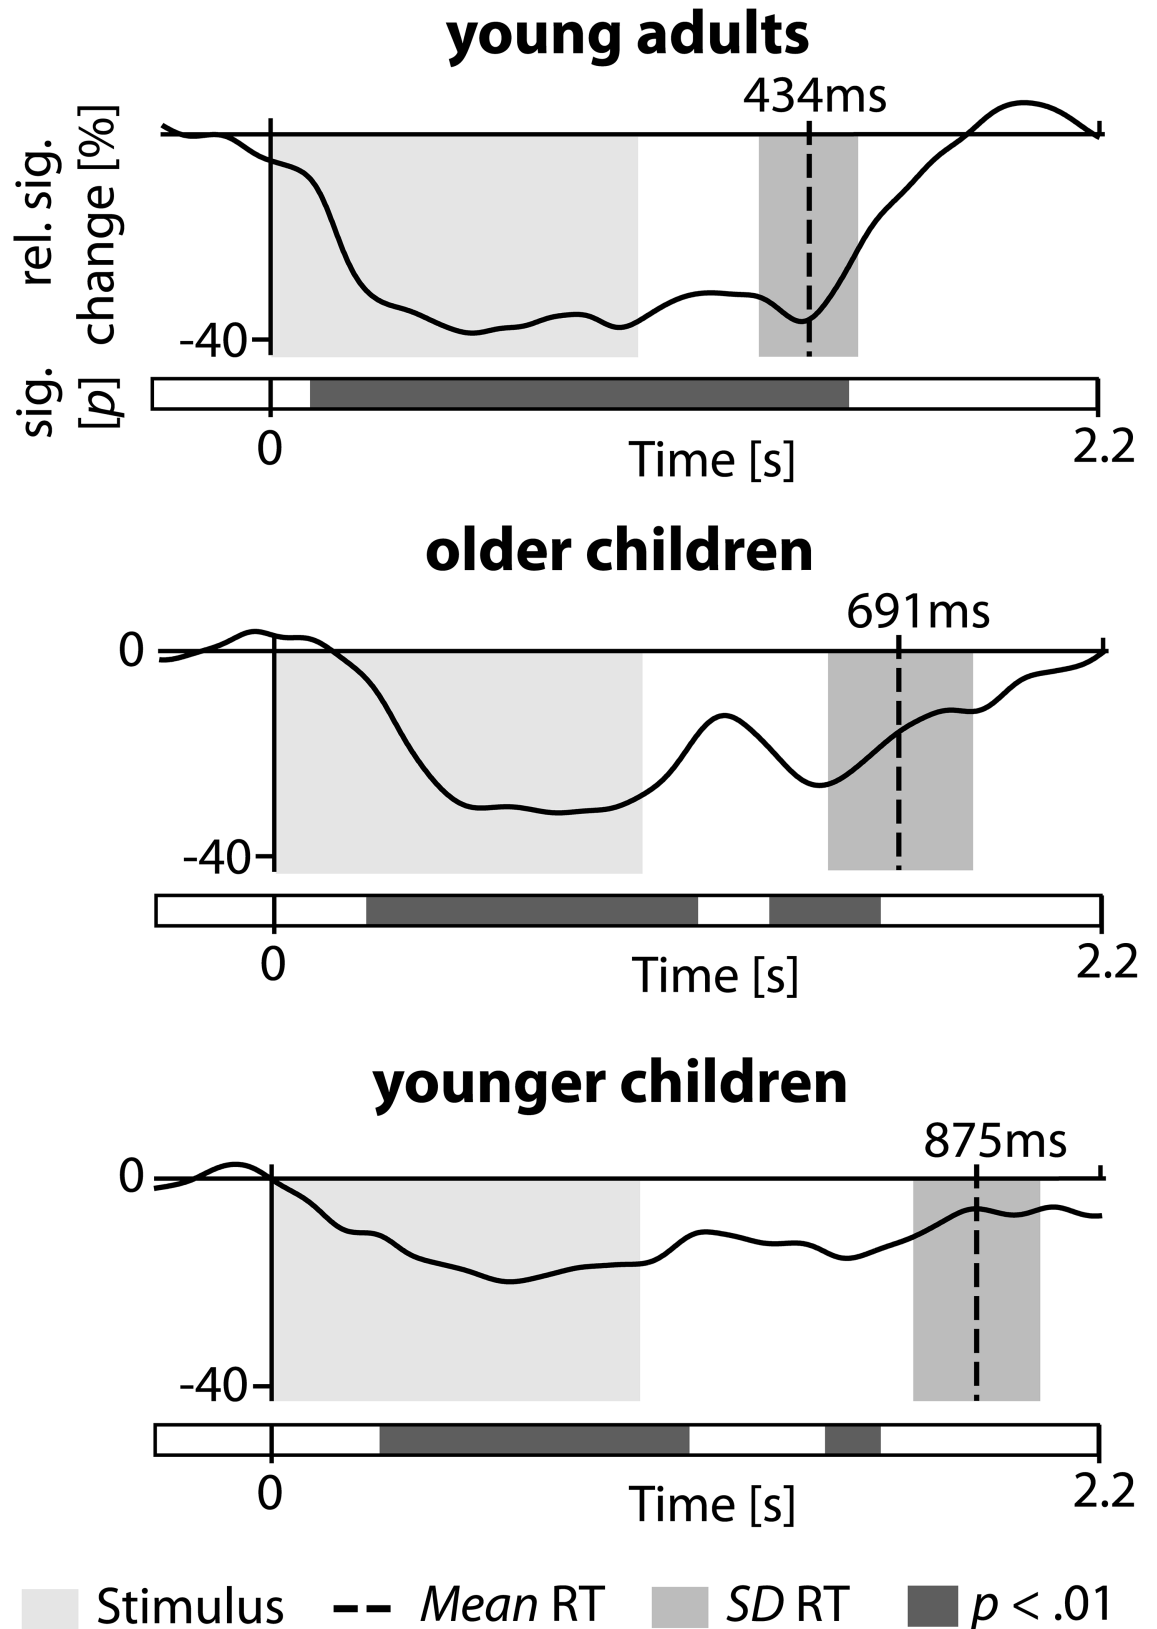 young adults
434ms
rel. sig.
change [%]
-40
sig.
[p]
0
2.2
Time [s]
older children
691ms
0
-40
0
2.2
Time [s]
younger children
875ms
0
-40
0
2.2
Time [s]
Stimulus
Mean RT
SD RT
p < .01